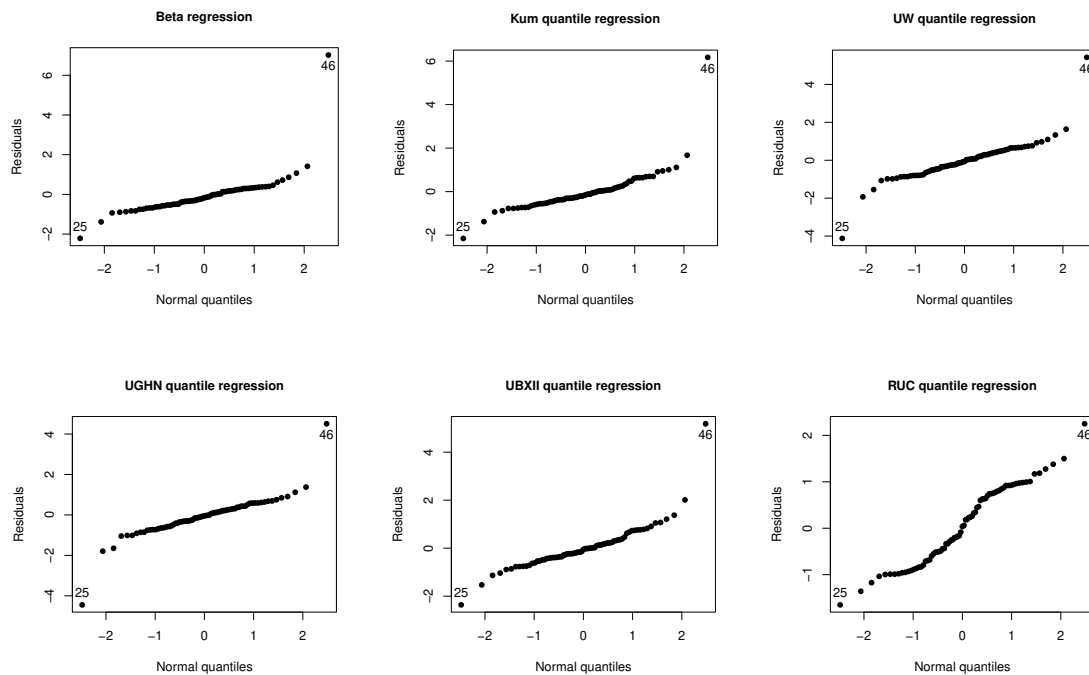 Beta regression
Residuals
6
4
2
0
−2
46
25
−2 −1 0 1 2
Normal quantiles
Kum quantile regression
Residuals
6
4
2
0
−2
46
25
−2 −1 0 1 2
Normal quantiles
UW quantile regression
Residuals
4
2
0
−2
−4
46
25
−2 −1 0 1 2
Normal quantiles
UGHN quantile regression
Residuals
4
2
0
−2
−4
46
25
−2 −1 0 1 2
Normal quantiles
UBXII quantile regression
Residuals
4
2
0
−2
46
25
−2 −1 0 1 2
Normal quantiles
RUC quantile regression
Residuals
2
1
0
−1
46
25
−2 −1 0 1 2
Normal quantiles